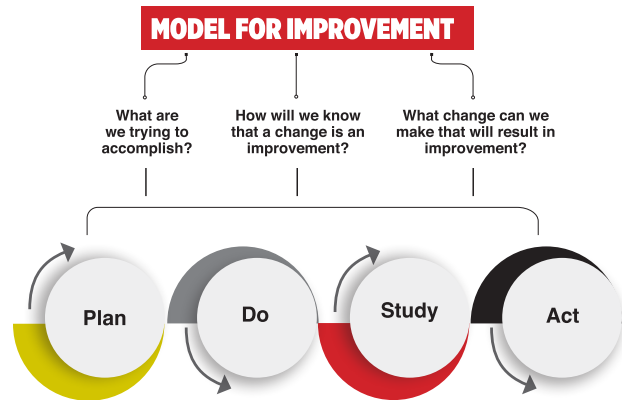 MODEL FOR IMPROVEMENT
What are
we trying to
accomplish?
How will we know
that a change is an
improvement?
What change can we
make that will result in
improvement?
Plan
Do
Study
Act